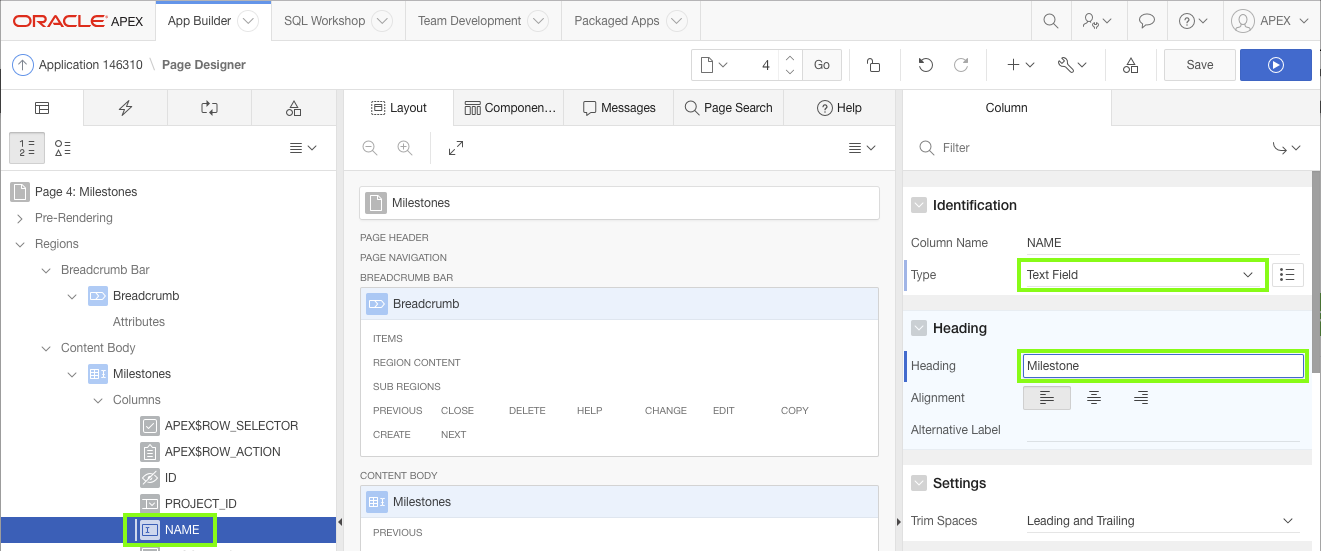 ORACLE APEX
App Builder
SQL Workshop
Team Development
Packaged Apps
APEX
Application 146310 \ Page Designer
4
Go
Save
Layout
Componen...
Messages
Page Search
Help
Column
1
2
Filter
Page 4: Milestones
Pre-Rendering
Regions
Breadcrumb Bar
Breadcrumb
Attributes
Content Body
Milestones
Columns
APEX$ROW_SELECTOR
APEX$ROW_ACTION
ID
PROJECT_ID
NAME
Milestones
PAGE HEADER
PAGE NAVIGATION
BREADCRUMB BAR
Breadcrumb
ITEMS
REGION CONTENT
SUB REGIONS
PREVIOUS CLOSE DELETE HELP CHANGE EDIT COPY
CREATE NEXT
CONTENT BODY
Milestones
PREVIOUS
Identification
Column Name NAME
Type Text Field
Heading
Heading Milestone
Alignment
Alternative Label
Settings
Trim Spaces Leading and Trailing